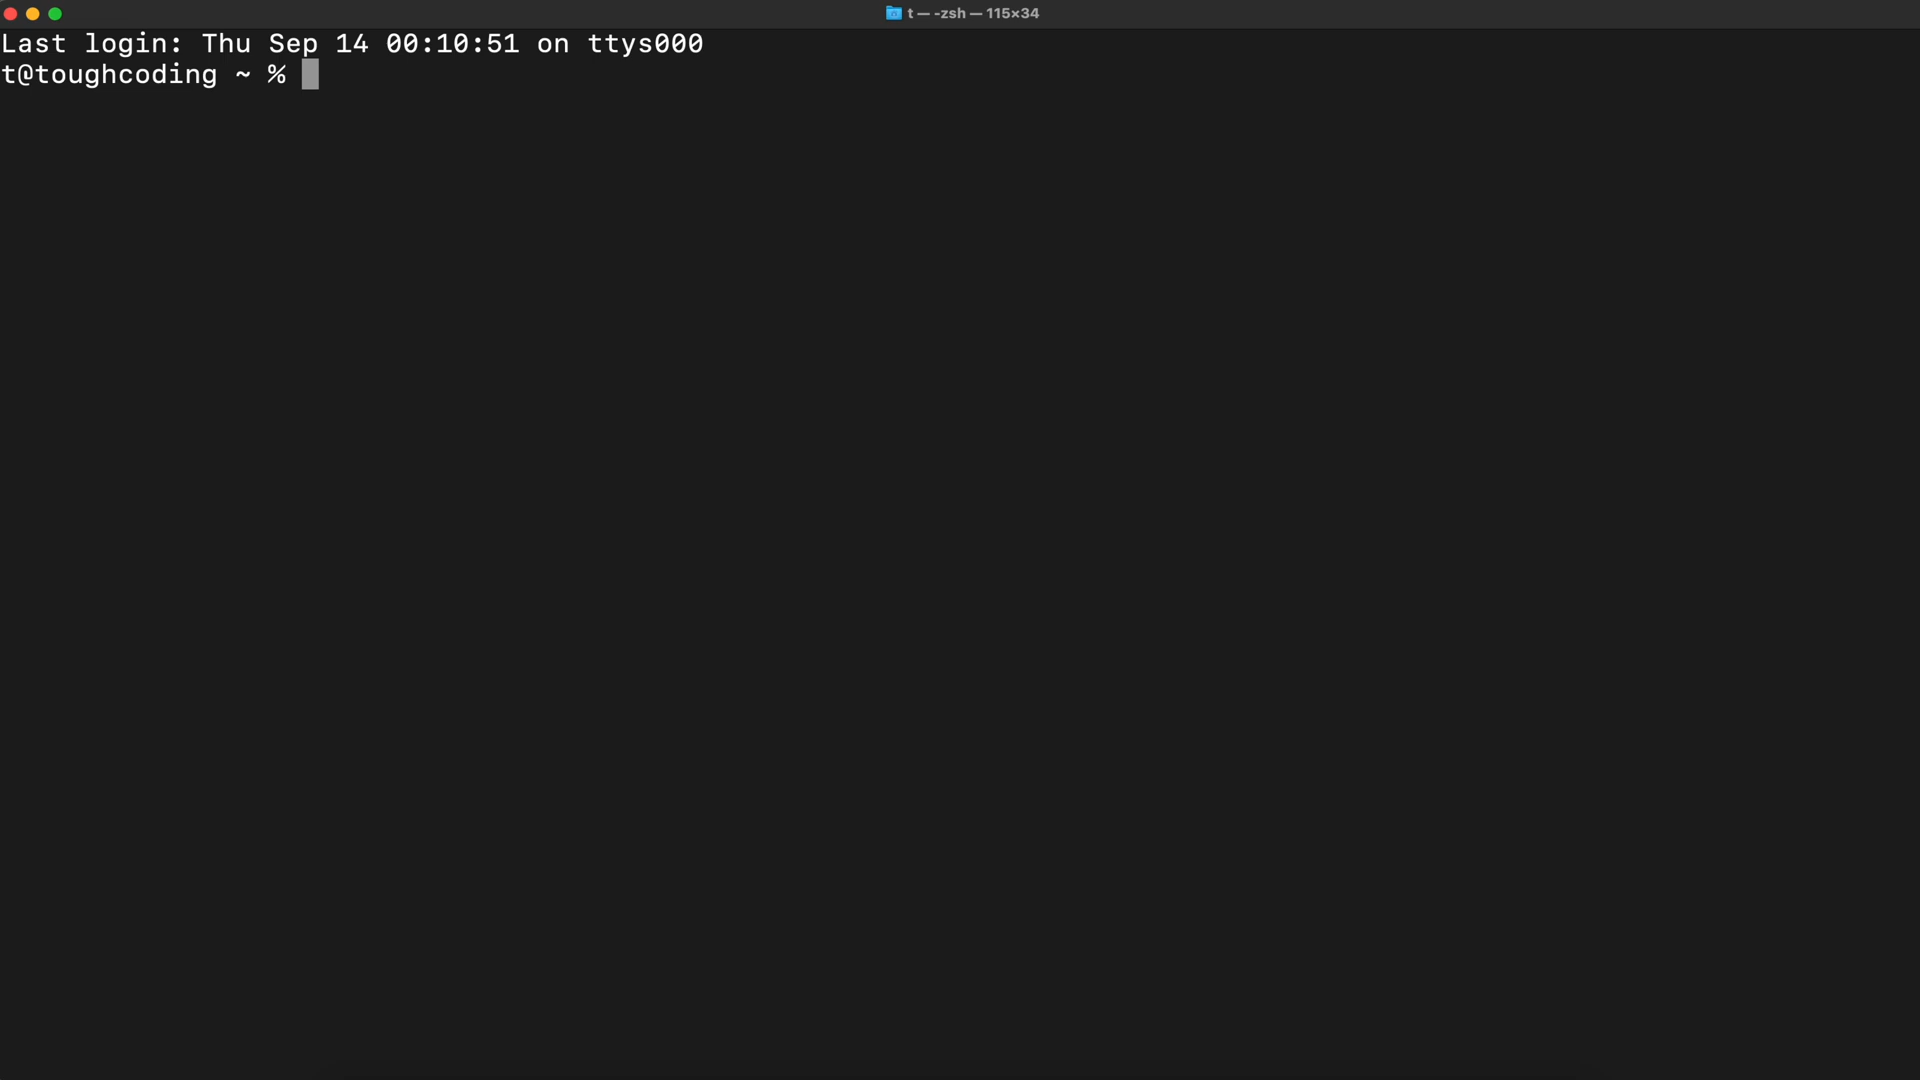 t — -zsh — 115×34
Last login: Thu Sep 14 00:10:51 on ttys000
t@toughcoding ~ %